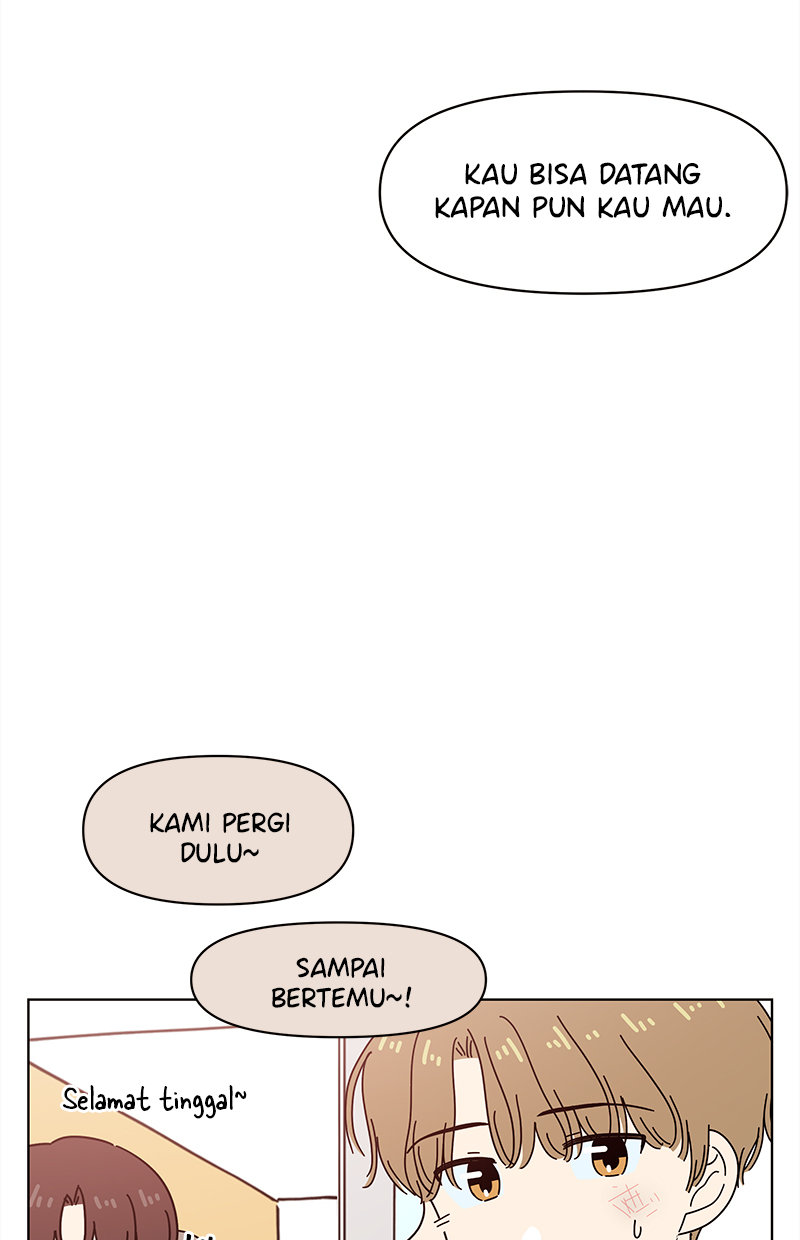 KAU BISA DATANG
KAPAN PUN KAU MAU.
KAMI PERGI
DULU~
SAMPAI
BERTEMU~!
Selamat tinggal~